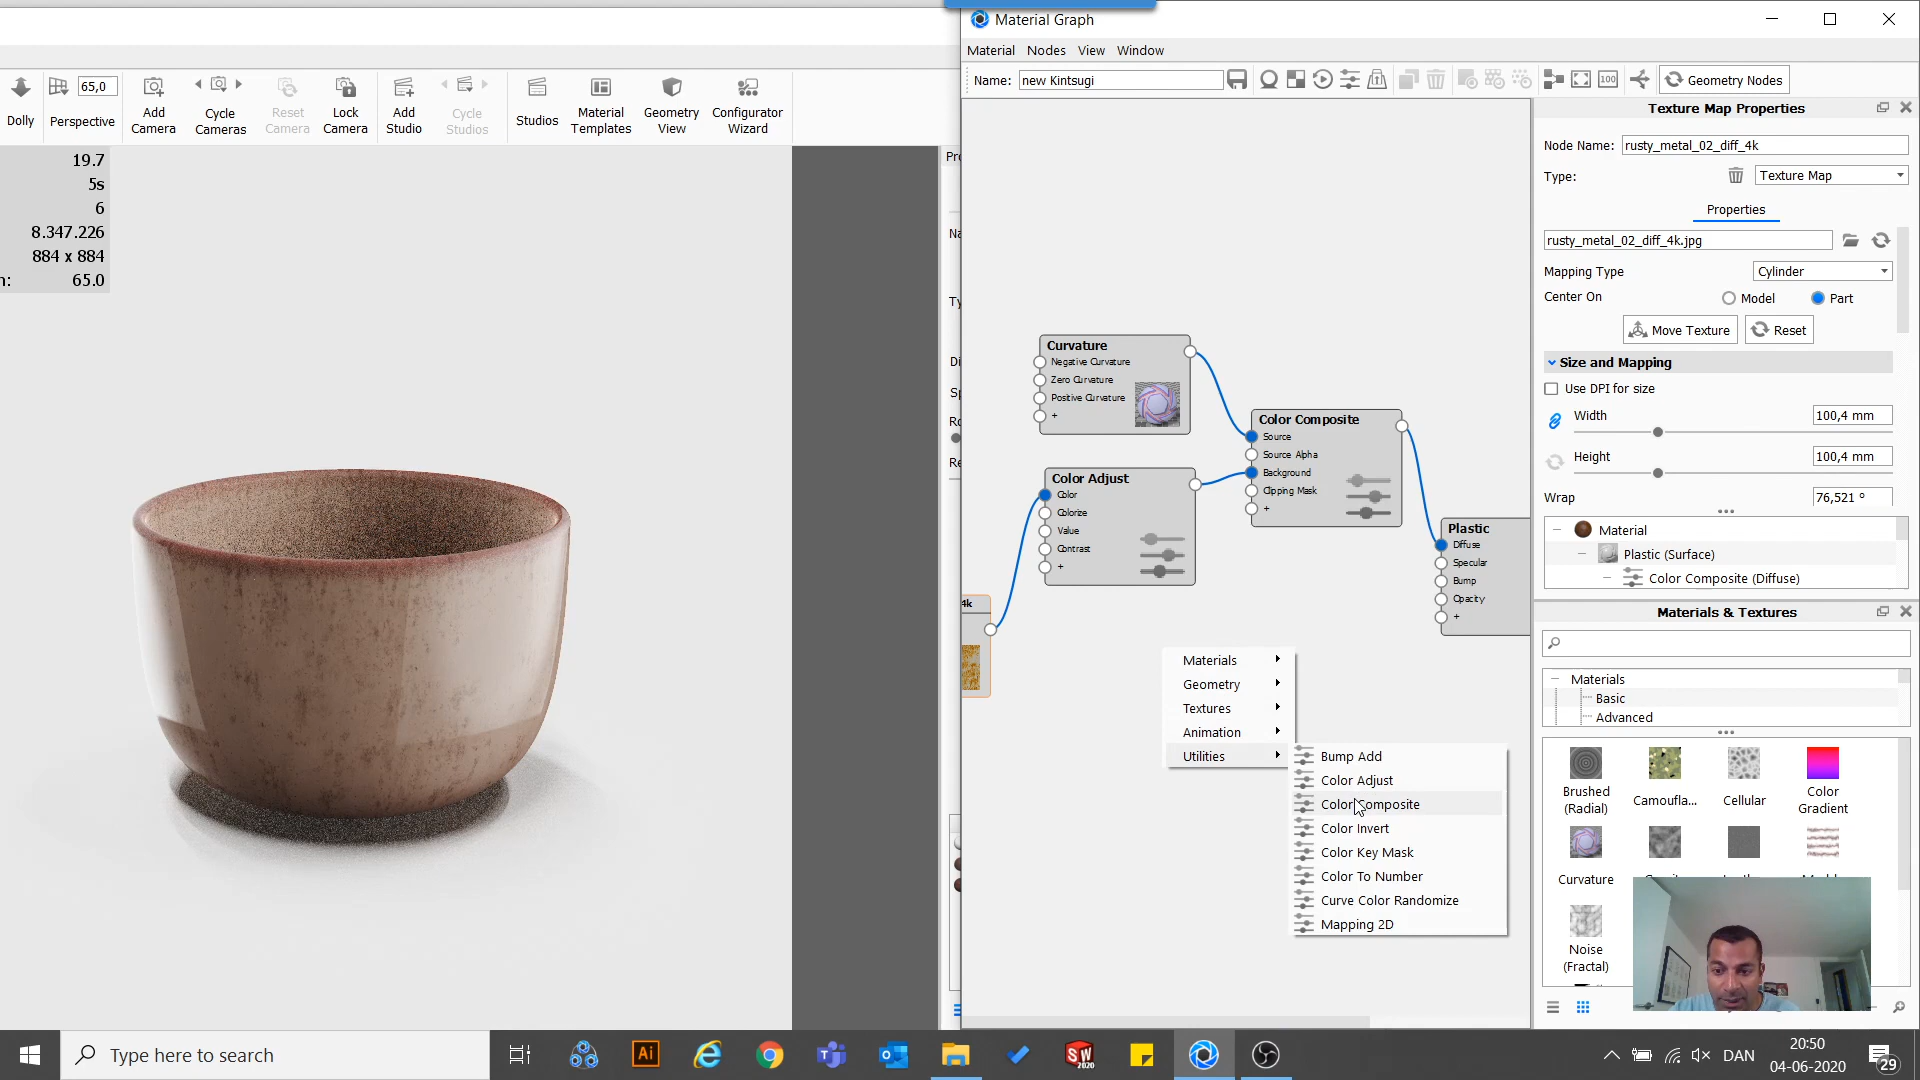 Material Graph
Material Nodes View Window
Name: new Kintsugi
100
Geometry Nodes
Dolly
65,0
Perspective
Add
Camera
Cycle
Cameras
Reset
Camera
Lock
Camera
Add
Studio
Cycle
Studios
Studios
Material
Templates
Geometry
View
Configurator
Wizard
19.7
5s
6
8.347.226
884 x 884
65.0
Texture Map Properties
Node Name: rusty_metal_02_diff_4k
Type: Texture Map
Properties
rusty_metal_02_diff_4k.jpg
Mapping Type Cylinder
Center On Model Part
Move Texture Reset
Size and Mapping
Use DPI for size
Width 100,4 mm
Height 100,4 mm
Wrap 76,521 °
Material
Plastic (Surface)
Color Composite (Diffuse)
Curvature
Negative Curvature
Zero Curvature
Positive Curvature
+
Color Composite
Source
Source Alpha
Background
Clipping Mask
+
Color Adjust
Color
Colorize
Value
Contrast
+
Plastic
Diffuse
Specular
Bump
Opacity
+
4k
Materials
Geometry
Textures
Animation
Utilities
Bump Add
Color Adjust
Color Composite
Color Invert
Color Key Mask
Color To Number
Curve Color Randomize
Mapping 2D
Materials & Textures
Materials
Basic
Advanced
Brushed
(Radial)
Camoufla...
Cellular
Color
Gradient
Curvature
Noise
(Fractal)
Type here to search
Ai
SW
2020
DAN
20:50
04-06-2020
29